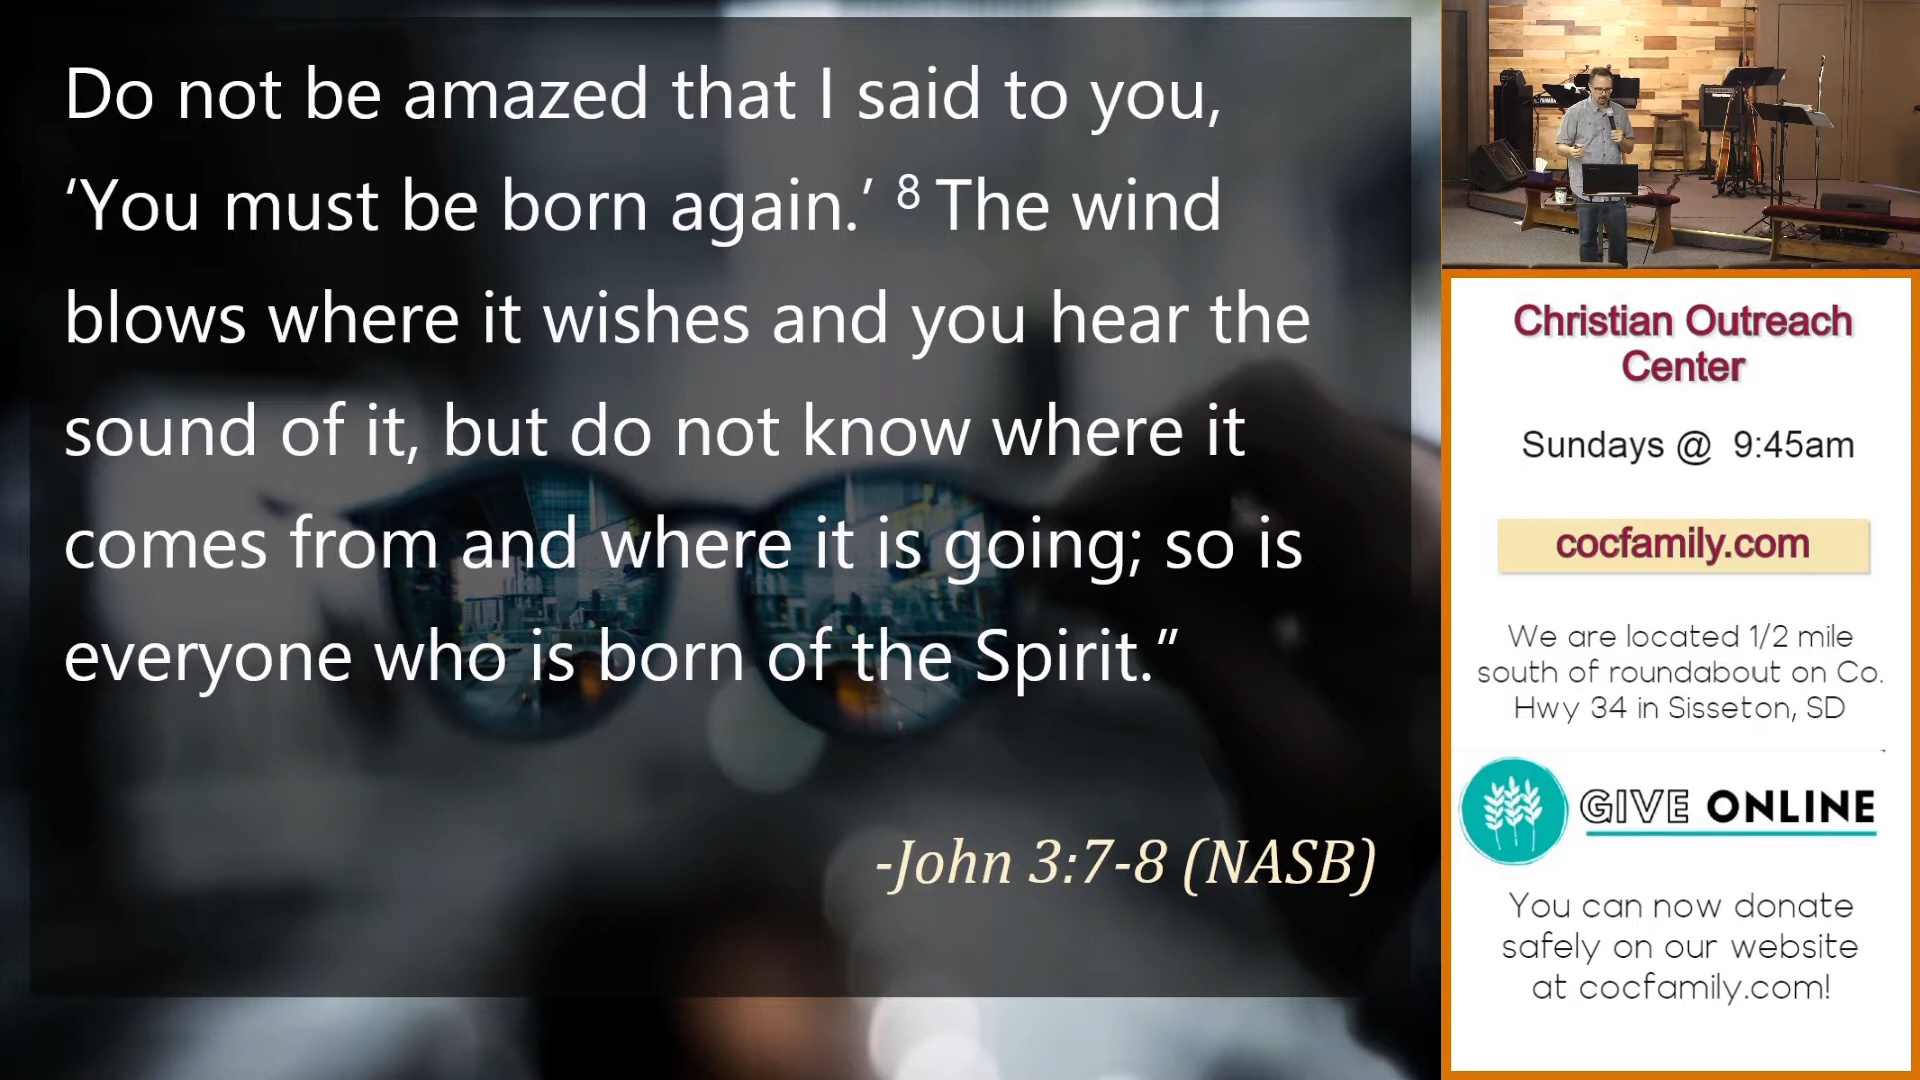 Do not be amazed that I said to you,
‘You must be born again.’ 8 The wind
blows where it wishes and you hear the
sound of it, but do not know where it
comes from and where it is going; so is
everyone who is born of the Spirit.”
-John 3:7-8 (NASB)
Christian Outreach
Center
Sundays @ 9:45am
cocfamily.com
We are located 1/2 mile
south of roundabout on Co.
Hwy 34 in Sisseton, SD
GIVE ONLINE
You can now donate
safely on our website
at cocfamily.com!